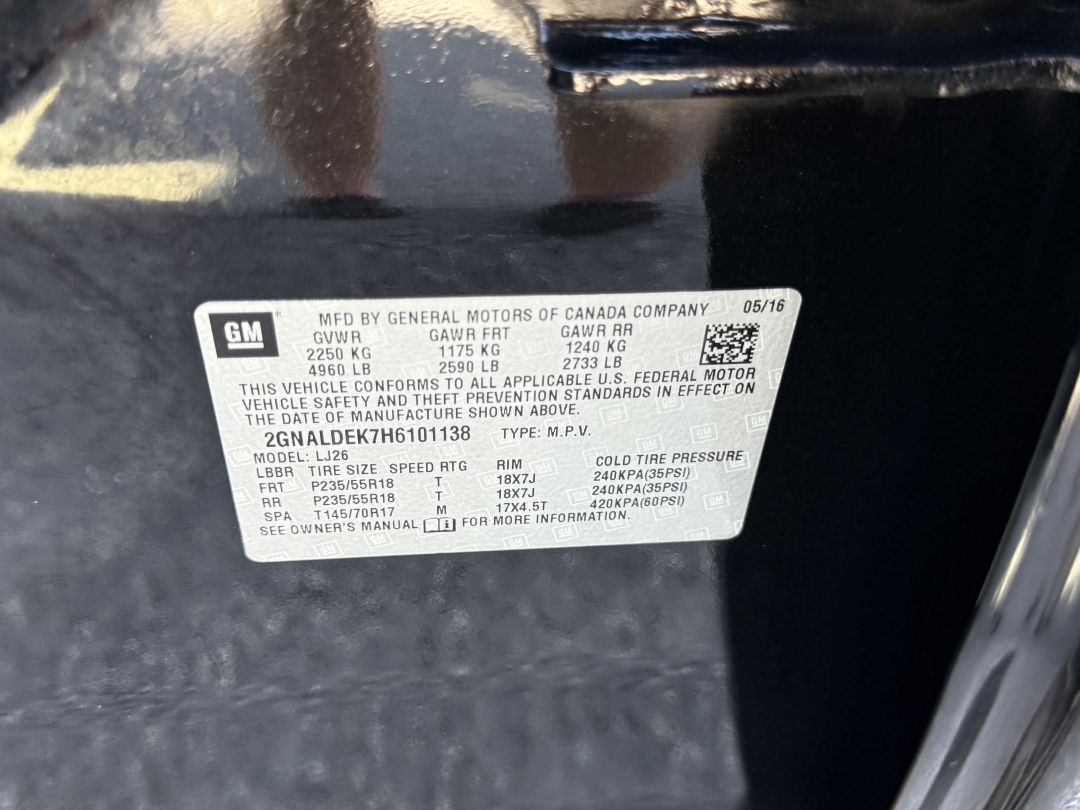 GM
MFD BY GENERAL MOTORS OF CANADA COMPANY 05/16
GVWR GAWR FRT GAWR RR
2250 KG 1175 KG 1240 KG
4960 LB 2590 LB 2733 LB
THIS VEHICLE CONFORMS TO ALL APPLICABLE U.S. FEDERAL MOTOR
VEHICLE SAFETY AND THEFT PREVENTION STANDARDS IN EFFECT ON
THE DATE OF MANUFACTURE SHOWN ABOVE.
2GNALDEK7H6101138 TYPE: M.P.V.
MODEL: LJ26
LBBR TIRE SIZE SPEED RTG RIM COLD TIRE PRESSURE
FRT P235/55R18 T 18X7J 240KPA(35PSI)
RR P235/55R18 T 18X7J 240KPA(35PSI)
SPA T145/70R17 M 17X4.5T 420KPA(60PSI)
SEE OWNER'S MANUAL FOR MORE INFORMATION.